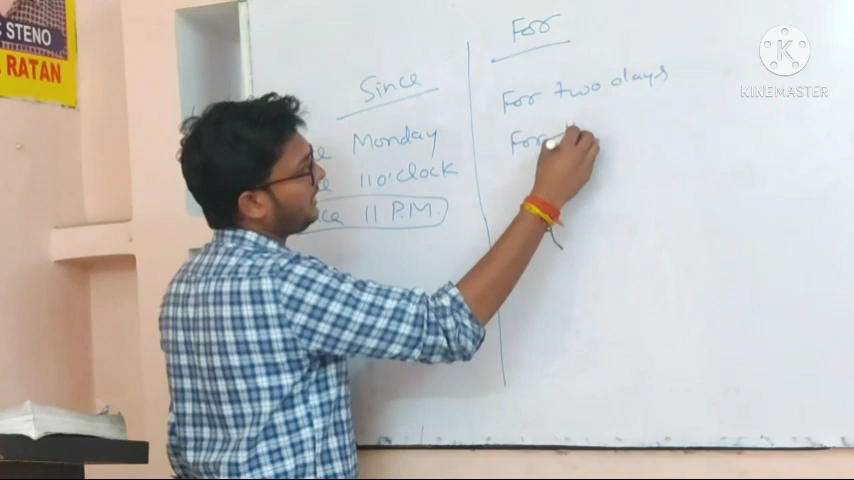 STENO
RATAN
KINEMASTER
Since
Monday
11 o'clock
11 P.M.
For
For two days
For